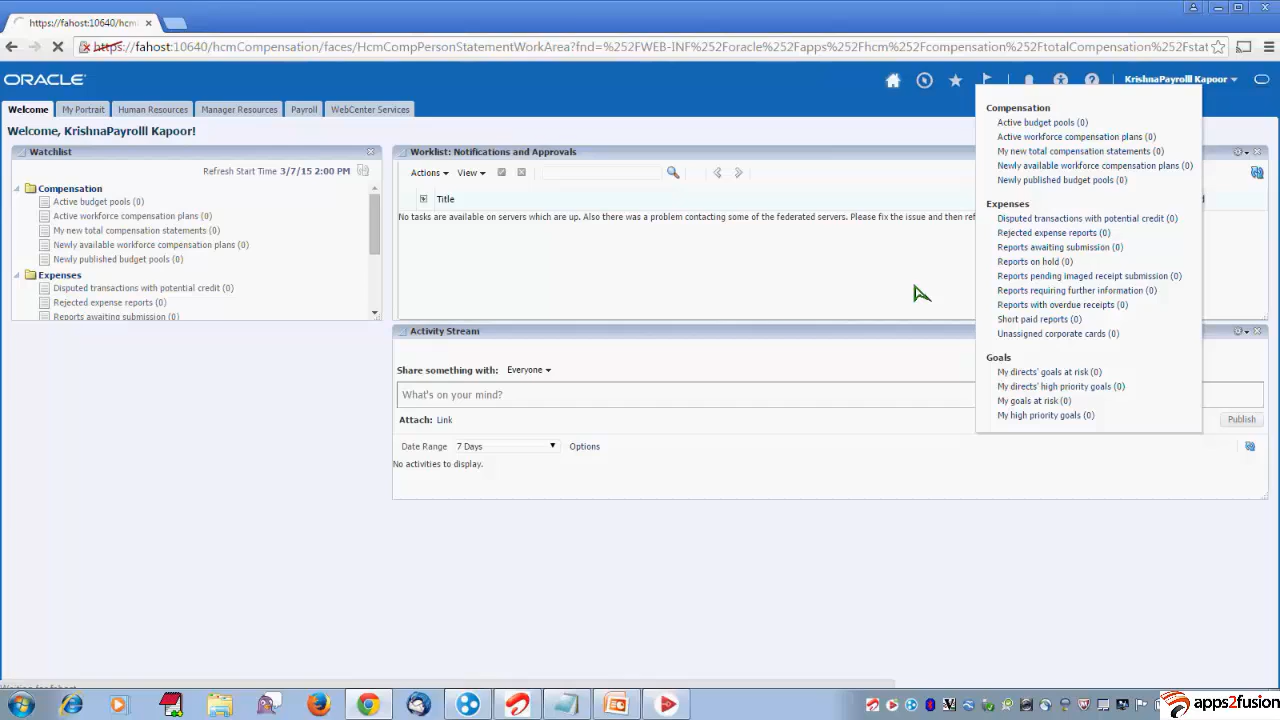 https://fahost:10640/hcm
https://fahost:10640/hcmCompensation/faces/HcmCompPersonStatementWorkArea?fnd=%252FWEB-INF%252Foracle%252Fapps%252Fhcm%252Fcompensation%252FtotalCompensation%252Fstat
ORACLE
KrishnaPayrolll Kapoor
Welcome My Portrait Human Resources Manager Resources Payroll WebCenter Services
Welcome, KrishnaPayrolll Kapoor!
Watchlist
Refresh Start Time 3/7/15 2:00 PM
Compensation
Active budget pools (0)
Active workforce compensation plans (0)
My new total compensation statements (0)
Newly available workforce compensation plans (0)
Newly published budget pools (0)
Expenses
Disputed transactions with potential credit (0)
Rejected expense reports (0)
Reports awaiting submission (0)
Worklist: Notifications and Approvals
Actions View
Title
No tasks are available on servers which are up. Also there was a problem contacting some of the federated servers. Please fix the issue and then ref
Activity Stream
Share something with: Everyone
What's on your mind?
Attach: Link
Publish
Date Range 7 Days Options
No activities to display.
Compensation
Active budget pools (0)
Active workforce compensation plans (0)
My new total compensation statements (0)
Newly available workforce compensation plans (0)
Newly published budget pools (0)
Expenses
Disputed transactions with potential credit (0)
Rejected expense reports (0)
Reports awaiting submission (0)
Reports on hold (0)
Reports pending imaged receipt submission (0)
Reports requiring further information (0)
Reports with overdue receipts (0)
Short paid reports (0)
Unassigned corporate cards (0)
Goals
My directs' goals at risk (0)
My directs' high priority goals (0)
My goals at risk (0)
My high priority goals (0)
apps2fusion